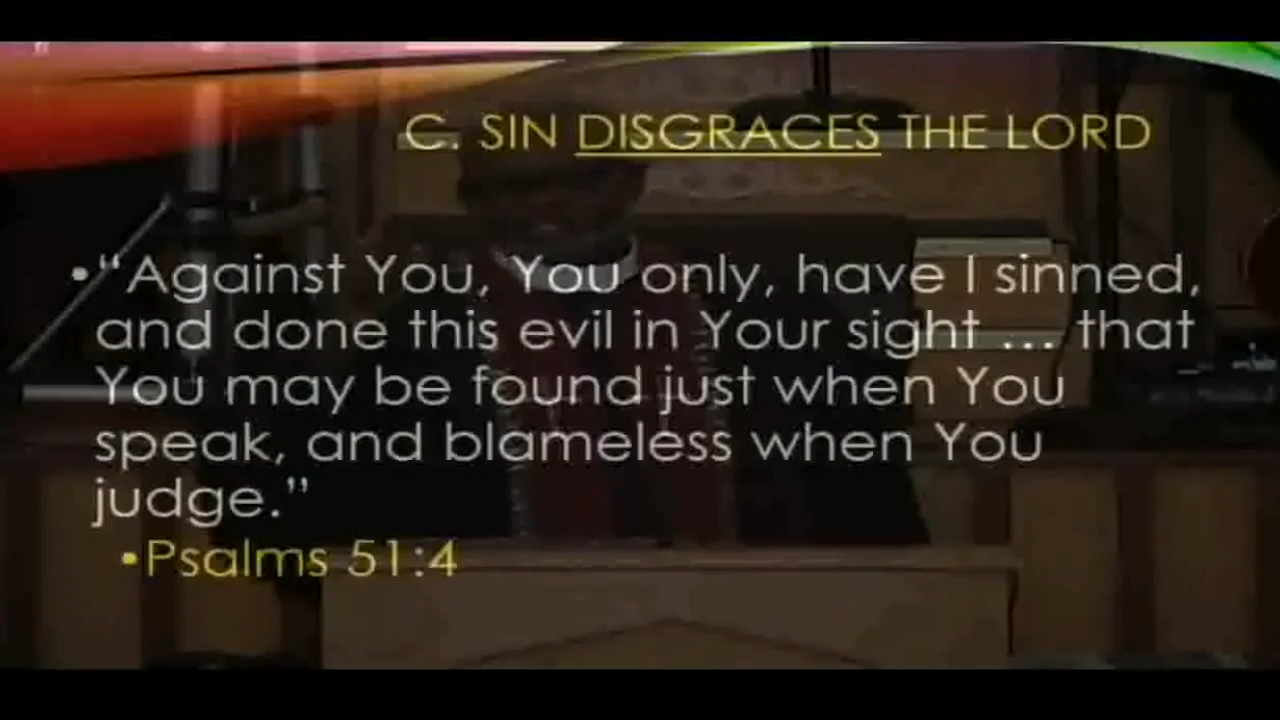 C. SIN DISGRACES THE LORD
•“Against You, You only, have I sinned,
and done this evil in Your sight … that
You may be found just when You
speak, and blameless when You
judge.”
•Psalms 51:4